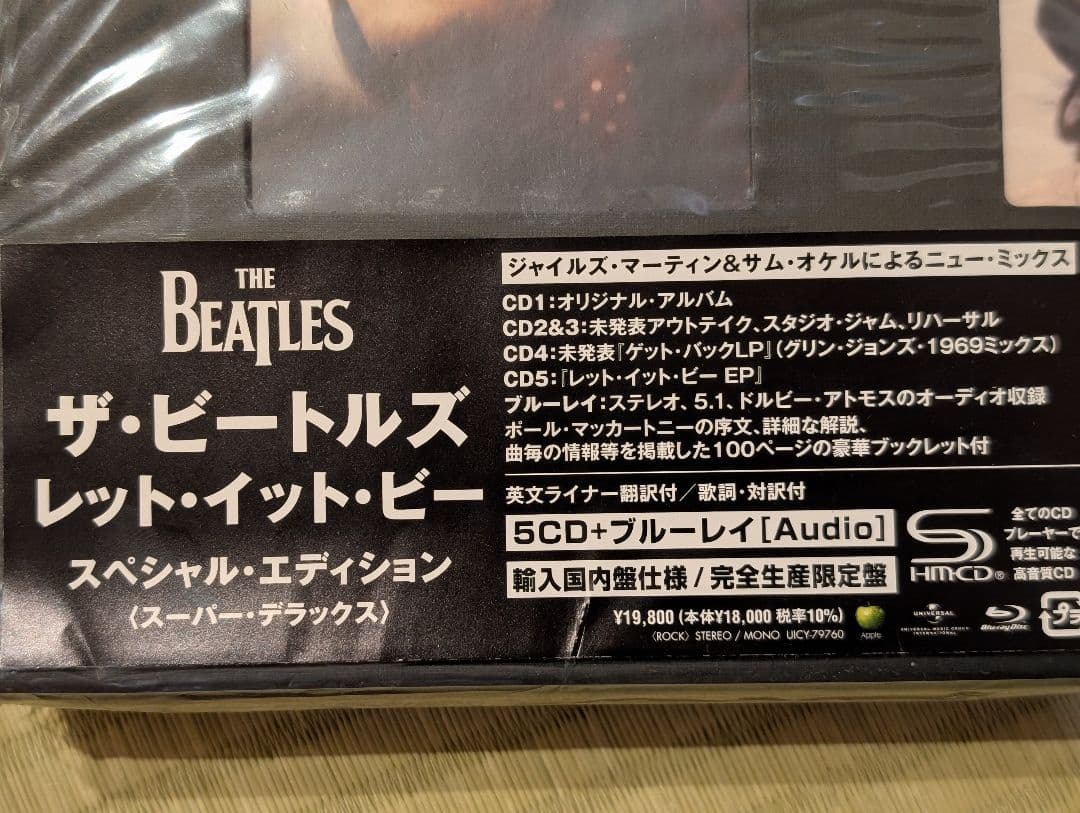 THE
BEATLES
ザ・ビートルズ
レット・イット・ビー
スペシャル・エディション
〈スーパー・デラックス〉
ジャイルズ・マーティン&サム・オケルによるニュー・ミックス
CD1：オリジナル・アルバム
CD2&3：未発表アウトテイク、スタジオ・ジャム、リハーサル
CD4：未発表『ゲット・バックLP』（グリン・ジョンズ・1969ミックス）
CD5：『レット・イット・ビー EP』
ブルーレイ：ステレオ、5.1、ドルビー・アトモスのオーディオ収録
ポール・マッカートニーの序文、詳細な解説、
曲毎の情報等を掲載した100ページの豪華ブックレット付
英文ライナー翻訳付／歌詞・対訳付
5CD+ブルーレイ[Audio]
輸入国内盤仕様/完全生産限定盤
SHM-CD®
全てのCD
プレーヤーで
再生可能な
高音質CD
¥19,800 (本体¥18,000 税率10%)
〈ROCK〉 STEREO / MONO UICY-79760
Apple
UNIVERSAL
UNIVERSAL MUSIC GROUP
INTERNATIONAL
Blu-ray Disc
プラ